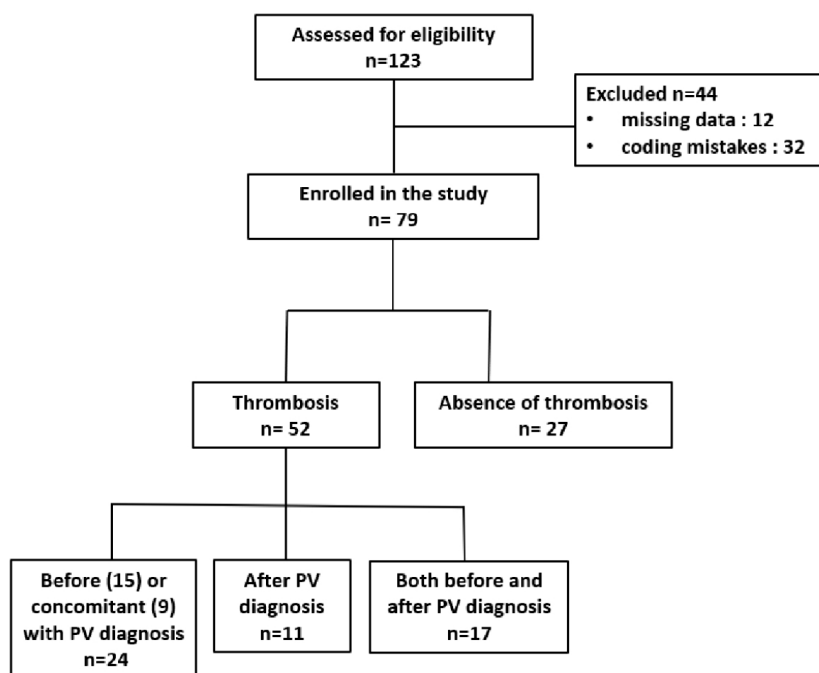 Assessed for eligibility
n=123
Excluded n=44
• missing data : 12
• coding mistakes : 32
Enrolled in the study
n= 79
Thrombosis
n= 52
Absence of thrombosis
n= 27
Before (15) or
concomitant (9)
with PV diagnosis
n=24
After PV
diagnosis
n=11
Both before and
after PV diagnosis
n=17